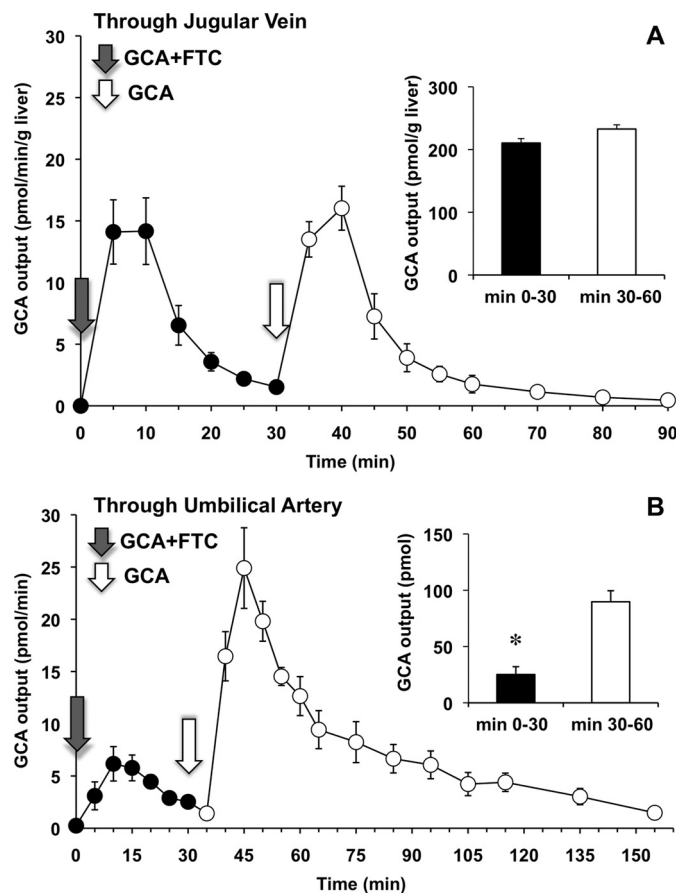 Through Jugular Vein
A
GCA+FTC
GCA
GCA output (pmol/min/g liver)
30
25
20
15
10
5
0
0 10 20 30 40 50 60 70 80 90
Time (min)
GCA output (pmol/g liver)
300
200
100
0
min 0-30 min 30-60
Through Umbilical Artery
B
GCA+FTC
GCA
GCA output (pmol/min)
30
25
20
15
10
5
0
0 15 30 45 60 75 90 105 120 135 150
Time (min)
GCA output (pmol)
150
100
50
0
*
min 0-30 min 30-60